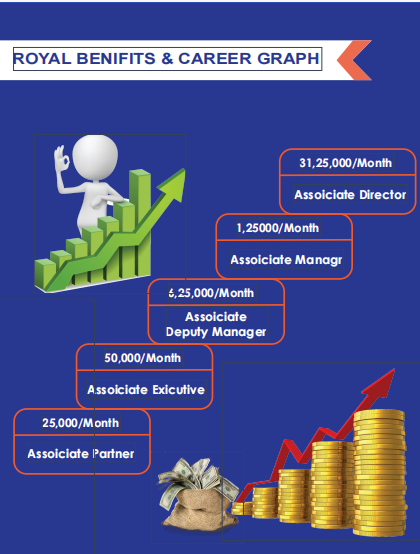 ROYAL BENIFITS & CAREER GRAPH
31,25,000/Month
Assoiciate Director
1,25000/Month
Assoiciate Managr
6,25,000/Month
Assoiciate
Deputy Manager
50,000/Month
Assoiciate Exicutive
25,000/Month
Assoiciate Partner